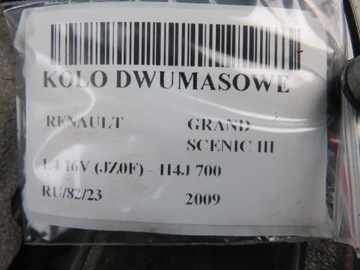 KOLO DWUMASOWE
RENAULT GRAND
SCENIC III
1.4 16V (JZ0F) - H4J 700
RU/82/23 2009